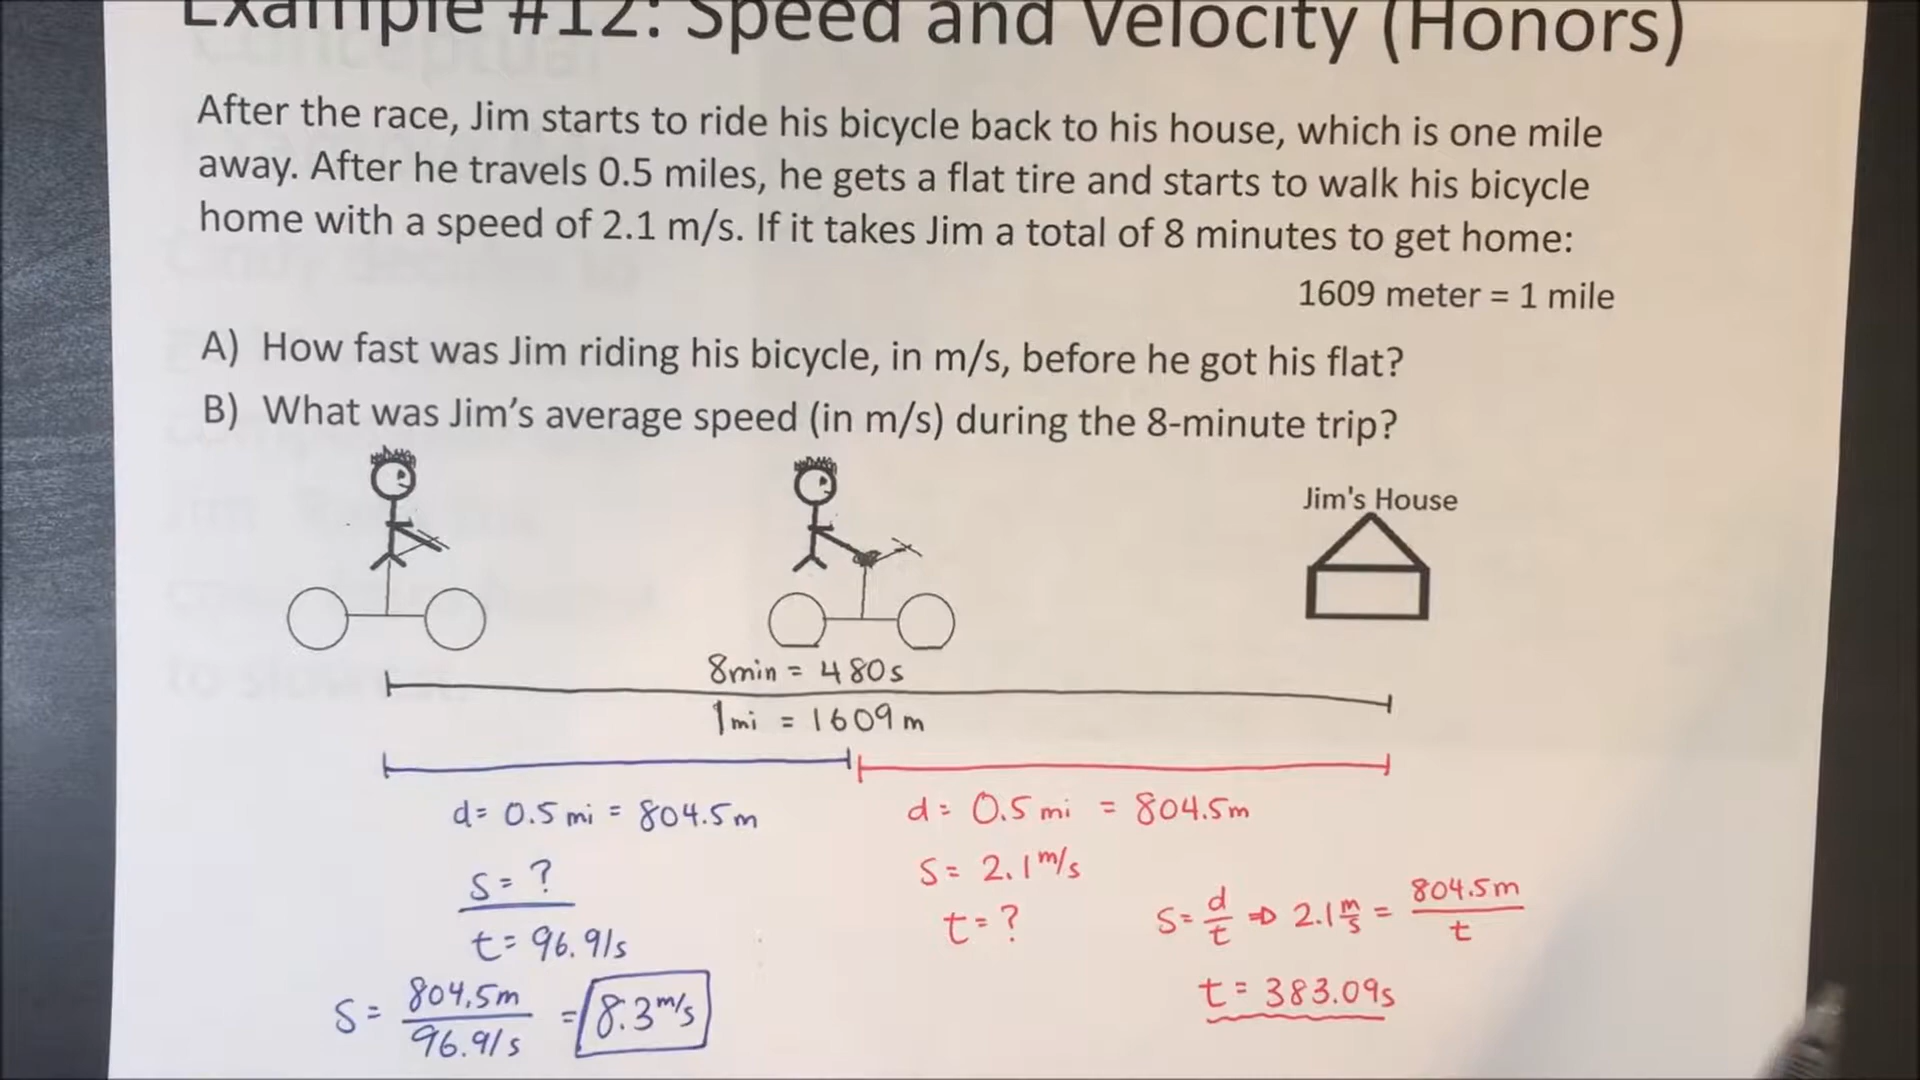 Example #12: Speed and Velocity (Honors)
After the race, Jim starts to ride his bicycle back to his house, which is one mile
away. After he travels 0.5 miles, he gets a flat tire and starts to walk his bicycle
home with a speed of 2.1 m/s. If it takes Jim a total of 8 minutes to get home:
1609 meter = 1 mile
A) How fast was Jim riding his bicycle, in m/s, before he got his flat?
B) What was Jim's average speed (in m/s) during the 8-minute trip?
Jim's House
8min = 480s
1mi = 1609m
d= 0.5mi = 804.5m
s= ?
t= 96.91s
s= 804.5m / 96.91s = 8.3 m/s
d= 0.5mi = 804.5m
s= 2.1 m/s
t= ?
s= d/t ⇒ 2.1 m/s = 804.5m / t
t= 383.09s